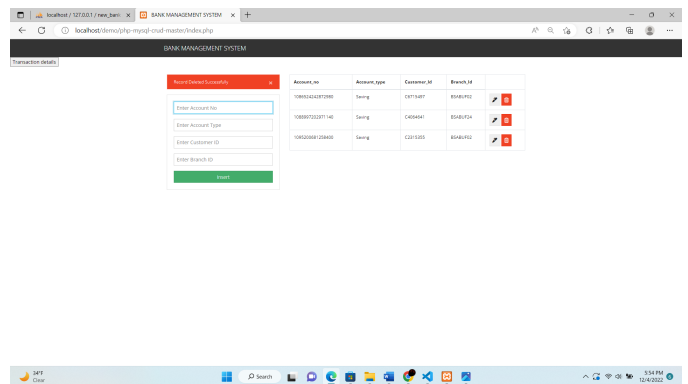 localhost / 127.0.0.1 / new_bank
BANK MANAGEMENT SYSTEM
localhost/demo/php-mysql-crud-master/index.php
BANK MANAGEMENT SYSTEM
Transaction details
Record Deleted Successfully ×
Enter Account No
Enter Account Type
Enter Customer ID
Enter Branch ID
Insert
Account_no Account_type Customer_Id Branch_Id
Saving
Saving
Saving
34°F
Clear
Search
5:54 PM
12/4/2022